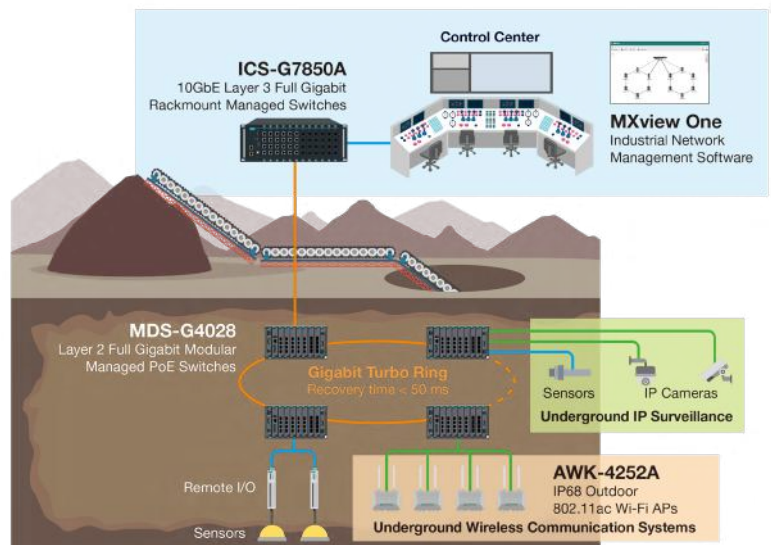 Control Center
ICS-G7850A
10GbE Layer 3 Full Gigabit
Rackmount Managed Switches
MXview One
Industrial Network
Management Software
MDS-G4028
Layer 2 Full Gigabit Modular
Managed PoE Switches
Gigabit Turbo Ring
Recovery time < 50 ms
Sensors
IP Cameras
Underground IP Surveillance
Remote I/O
Sensors
AWK-4252A
IP68 Outdoor
802.11ac Wi-Fi APs
Underground Wireless Communication Systems